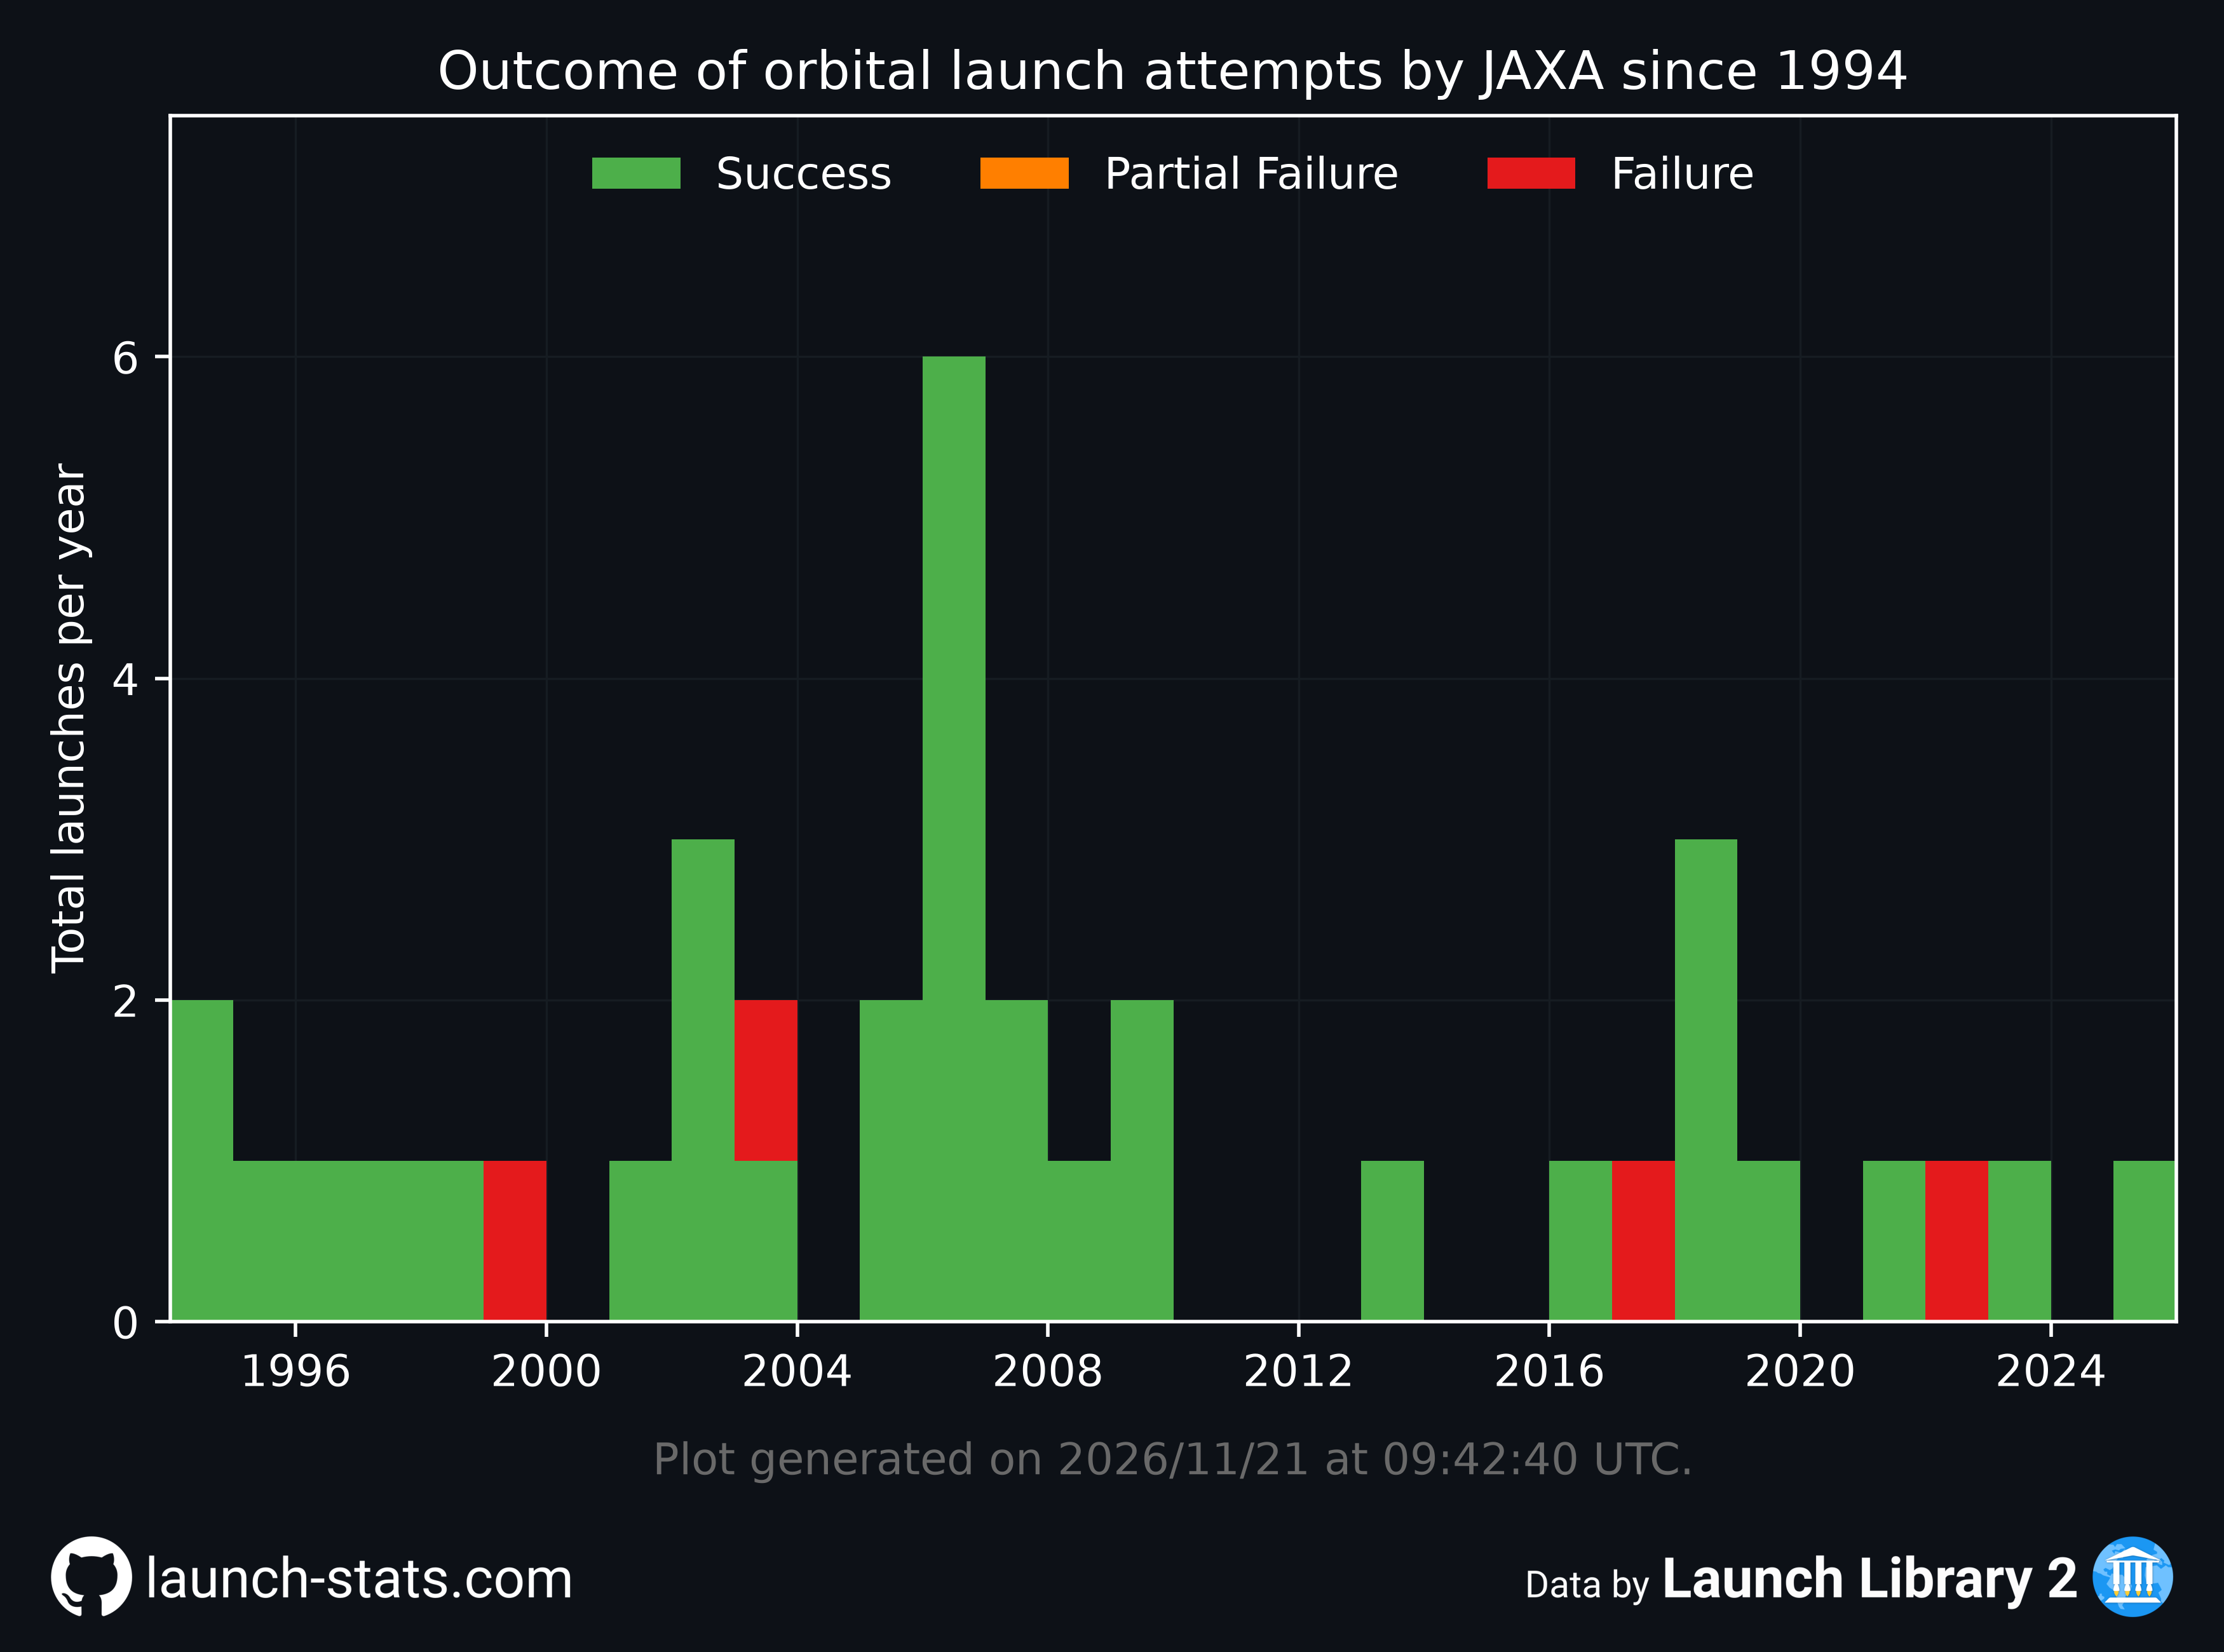 Outcome of orbital launch attempts by JAXA since 1994
Success Partial Failure Failure
Total launches per year
6
4
2
0
1996 2000 2004 2008 2012 2016 2020 2024
Plot generated on 2026/11/21 at 09:42:40 UTC.
launch-stats.com
Data by Launch Library 2